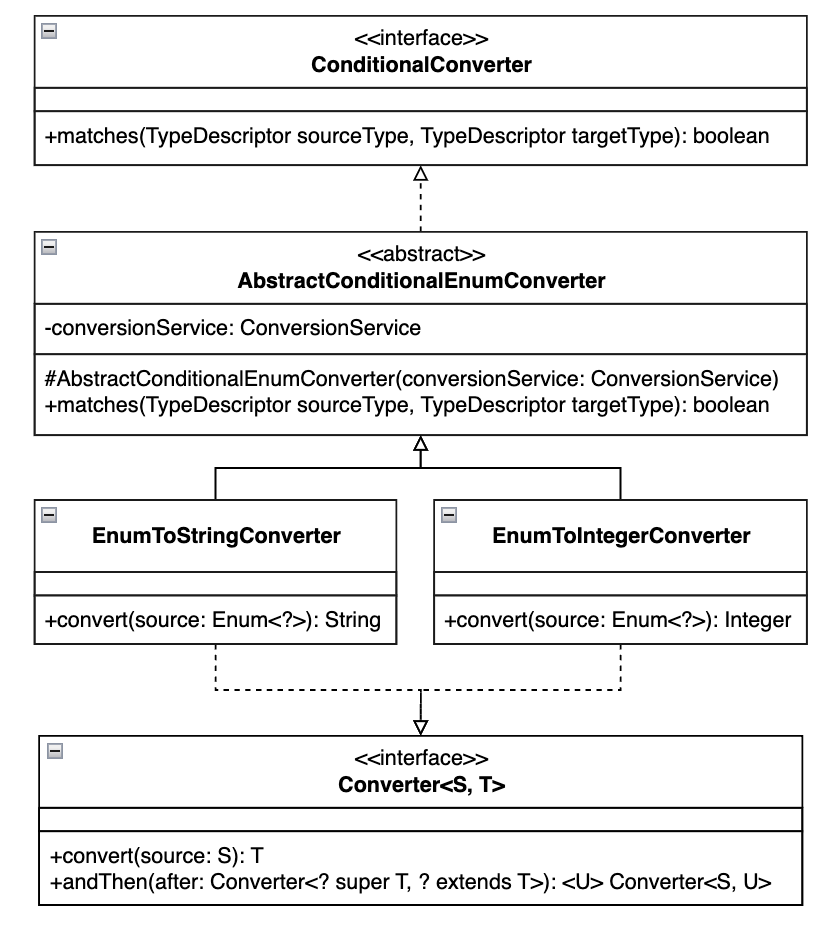 <<interface>>
ConditionalConverter
+matches(TypeDescriptor sourceType, TypeDescriptor targetType): boolean
<<abstract>>
AbstractConditionalEnumConverter
-conversionService: ConversionService
#AbstractConditionalEnumConverter(conversionService: ConversionService)
+matches(TypeDescriptor sourceType, TypeDescriptor targetType): boolean
EnumToStringConverter
+convert(source: Enum<?>): String
EnumToIntegerConverter
+convert(source: Enum<?>): Integer
<<interface>>
Converter<S, T>
+convert(source: S): T
+andThen(after: Converter<? super T, ? extends T>): <U> Converter<S, U>